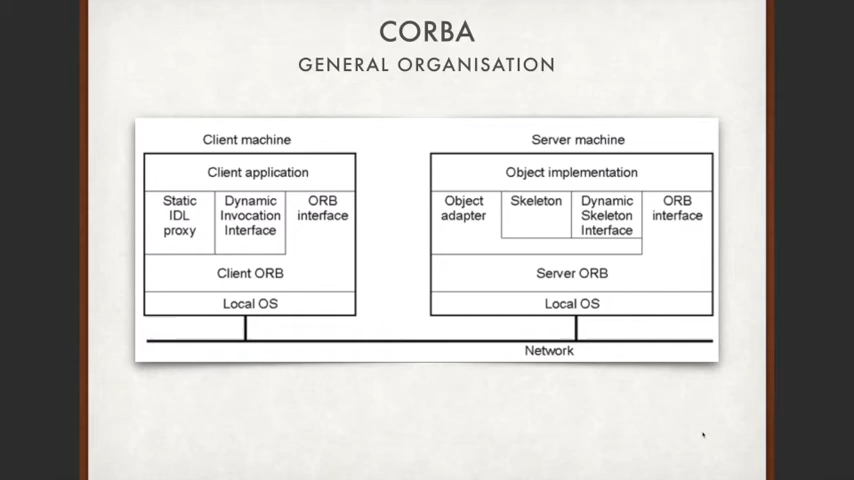 CORBA
GENERAL ORGANISATION
Client machine
Client application
Static
IDL
proxy
Dynamic
Invocation
Interface
ORB
interface
Client ORB
Local OS
Server machine
Object implementation
Object
adapter
Skeleton
Dynamic
Skeleton
Interface
ORB
interface
Server ORB
Local OS
Network